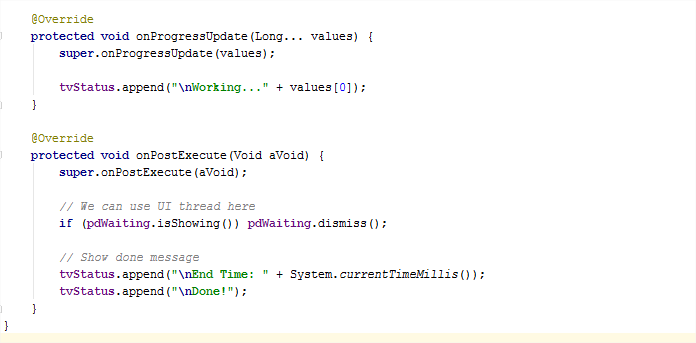 @Override
protected void onProgressUpdate(Long... values) {
super.onProgressUpdate(values);
tvStatus.append("\nWorking..." + values[0]);
}
@Override
protected void onPostExecute(Void aVoid) {
super.onPostExecute(aVoid);
// We can use UI thread here
if (pdWaiting.isShowing()) pdWaiting.dismiss();
// Show done message
tvStatus.append("\nEnd Time: " + System.currentTimeMillis());
tvStatus.append("\nDone!");
}
}